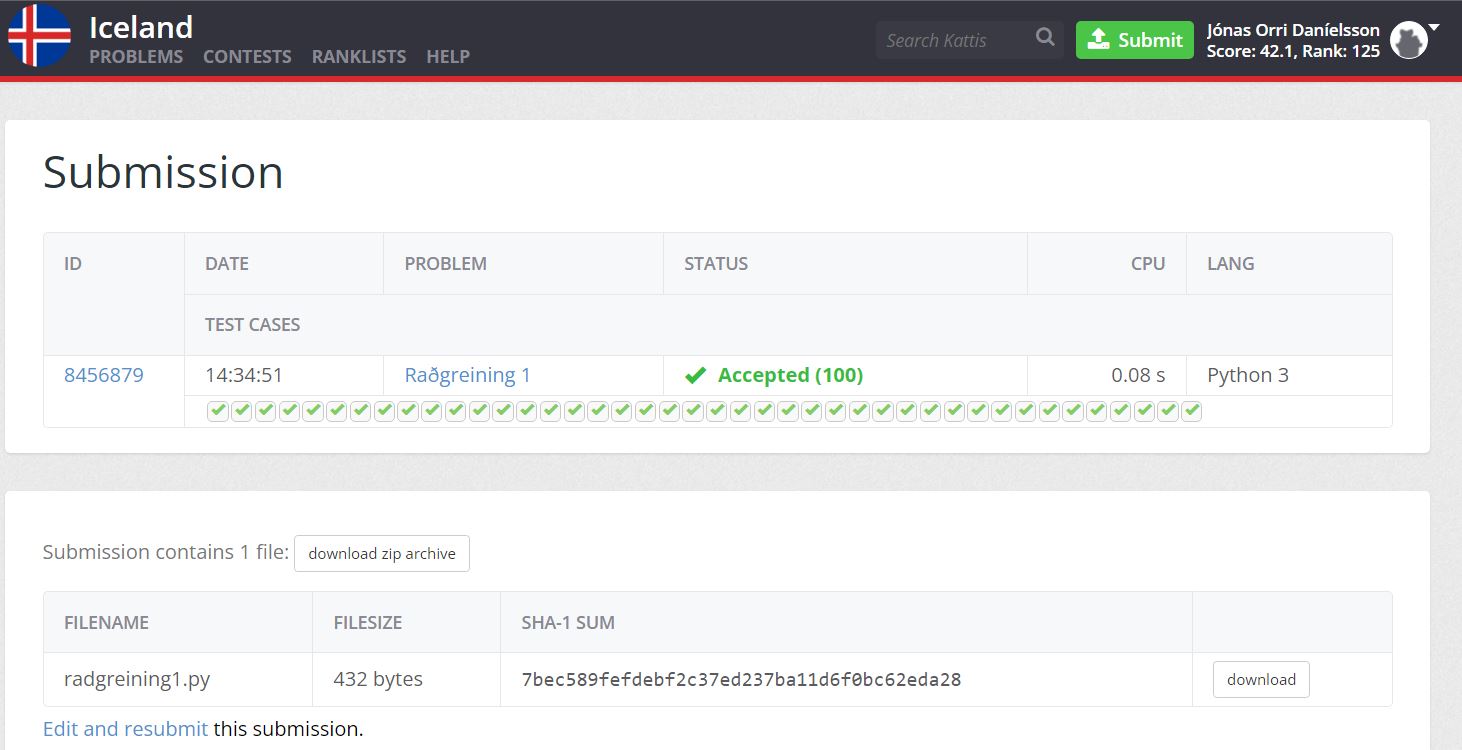 Iceland
PROBLEMS CONTESTS RANKLISTS HELP
Search Kattis
Submit
Jónas Orri Daníelsson
Score: 42.1, Rank: 125
Submission
ID DATE PROBLEM STATUS CPU LANG
TEST CASES
8456879 14:34:51 Raðgreining 1 Accepted (100) 0.08 s Python 3
Submission contains 1 file: download zip archive
FILENAME FILESIZE SHA-1 SUM
radgreining1.py 432 bytes 7bec589fefdebf2c37ed237ba11d6f0bc62eda28 download
Edit and resubmit this submission.